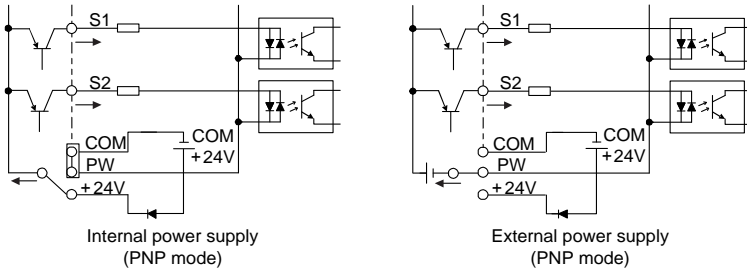 S1
S2
COM
COM
PW
+24V
+24V
Internal power supply
(PNP mode)
S1
S2
COM
COM
PW
+24V
+24V
External power supply
(PNP mode)